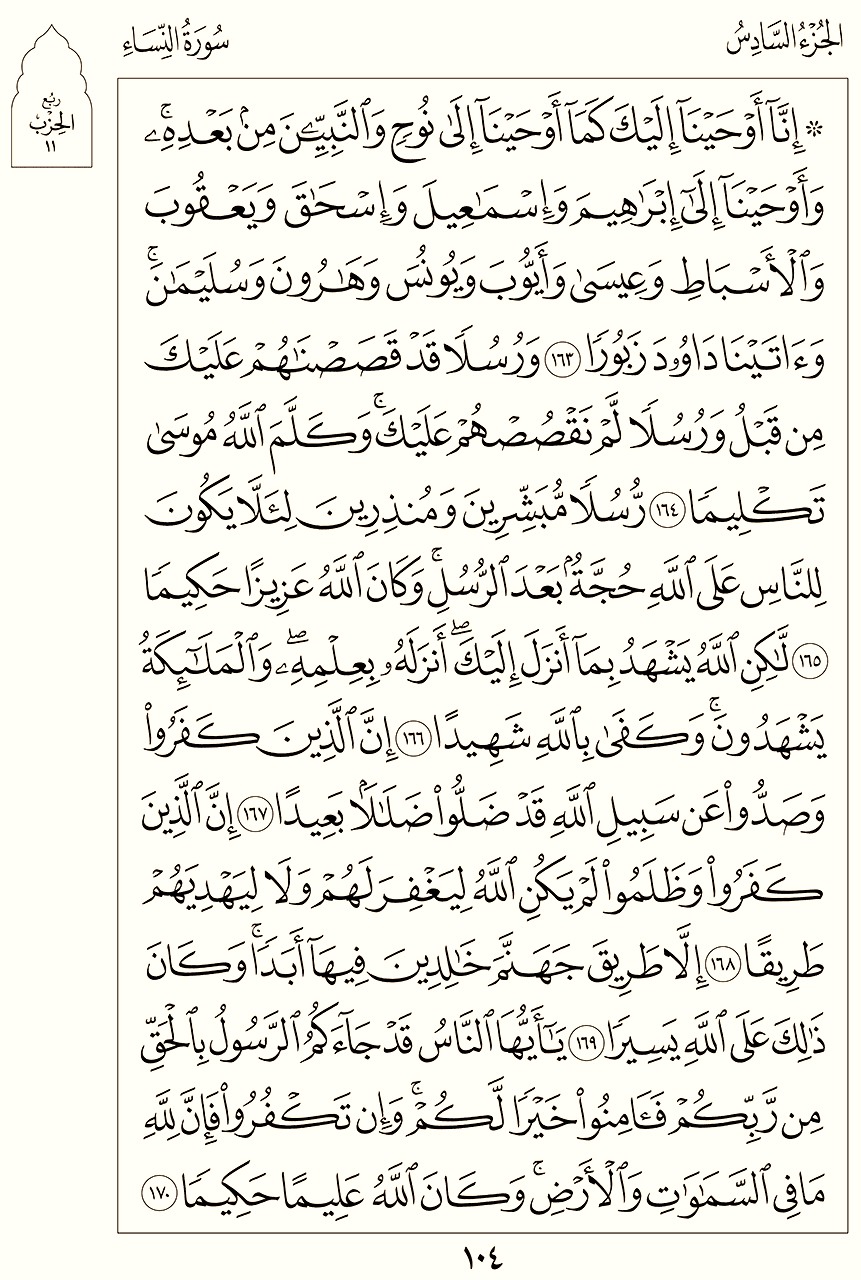 الجُزْءُ السَّادِسُ
سُورَةُ النِّسَاءِ
رُبْعُ
الحِزْبِ
١١
۞ إِنَّآ أَوْحَيْنَآ إِلَيْكَ كَمَآ أَوْحَيْنَآ إِلَىٰ نُوحٍ وَٱلنَّبِيِّـۧنَ مِنۢ بَعْدِهِۦۚ
وَأَوْحَيْنَآ إِلَىٰٓ إِبْرَٰهِيمَ وَإِسْمَٰعِيلَ وَإِسْحَٰقَ وَيَعْقُوبَ
وَٱلْأَسْبَاطِ وَعِيسَىٰ وَأَيُّوبَ وَيُونُسَ وَهَٰرُونَ وَسُلَيْمَٰنَۚ
وَءَاتَيْنَا دَاوُۥدَ زَبُورًا ١٦٣ وَرُسُلًا قَدْ قَصَصْنَٰهُمْ عَلَيْكَ
مِن قَبْلُ وَرُسُلًا لَّمْ نَقْصُصْهُمْ عَلَيْكَۚ وَكَلَّمَ ٱللَّهُ مُوسَىٰ
تَكْلِيمًا ١٦٤ رُّسُلًا مُّبَشِّرِينَ وَمُنذِرِينَ لِئَلَّا يَكُونَ
لِلنَّاسِ عَلَى ٱللَّهِ حُجَّةٌۢ بَعْدَ ٱلرُّسُلِۚ وَكَانَ ٱللَّهُ عَزِيزًا حَكِيمًا
١٦٥ لَّٰكِنِ ٱللَّهُ يَشْهَدُ بِمَآ أَنزَلَ إِلَيْكَۖ أَنزَلَهُۥ بِعِلْمِهِۦۖ وَٱلْمَلَٰٓئِكَةُ
يَشْهَدُونَۚ وَكَفَىٰ بِٱللَّهِ شَهِيدًا ١٦٦ إِنَّ ٱلَّذِينَ كَفَرُوا۟
وَصَدُّوا۟ عَن سَبِيلِ ٱللَّهِ قَدْ ضَلُّوا۟ ضَلَٰلًۢا بَعِيدًا ١٦٧ إِنَّ ٱلَّذِينَ
كَفَرُوا۟ وَظَلَمُوا۟ لَمْ يَكُنِ ٱللَّهُ لِيَغْفِرَ لَهُمْ وَلَا لِيَهْدِيَهُمْ
طَرِيقًا ١٦٨ إِلَّا طَرِيقَ جَهَنَّمَ خَٰلِدِينَ فِيهَآ أَبَدًاۚ وَكَانَ
ذَٰلِكَ عَلَى ٱللَّهِ يَسِيرًا ١٦٩ يَٰٓأَيُّهَا ٱلنَّاسُ قَدْ جَآءَكُمُ ٱلرَّسُولُ بِٱلْحَقِّ
مِن رَّبِّكُمْ فَـَٔامِنُوا۟ خَيْرًا لَّكُمْۚ وَإِن تَكْفُرُوا۟ فَإِنَّ لِلَّهِ
مَا فِى ٱلسَّمَٰوَٰتِ وَٱلْأَرْضِۚ وَكَانَ ٱللَّهُ عَلِيمًا حَكِيمًا ١٧٠
١٠٤